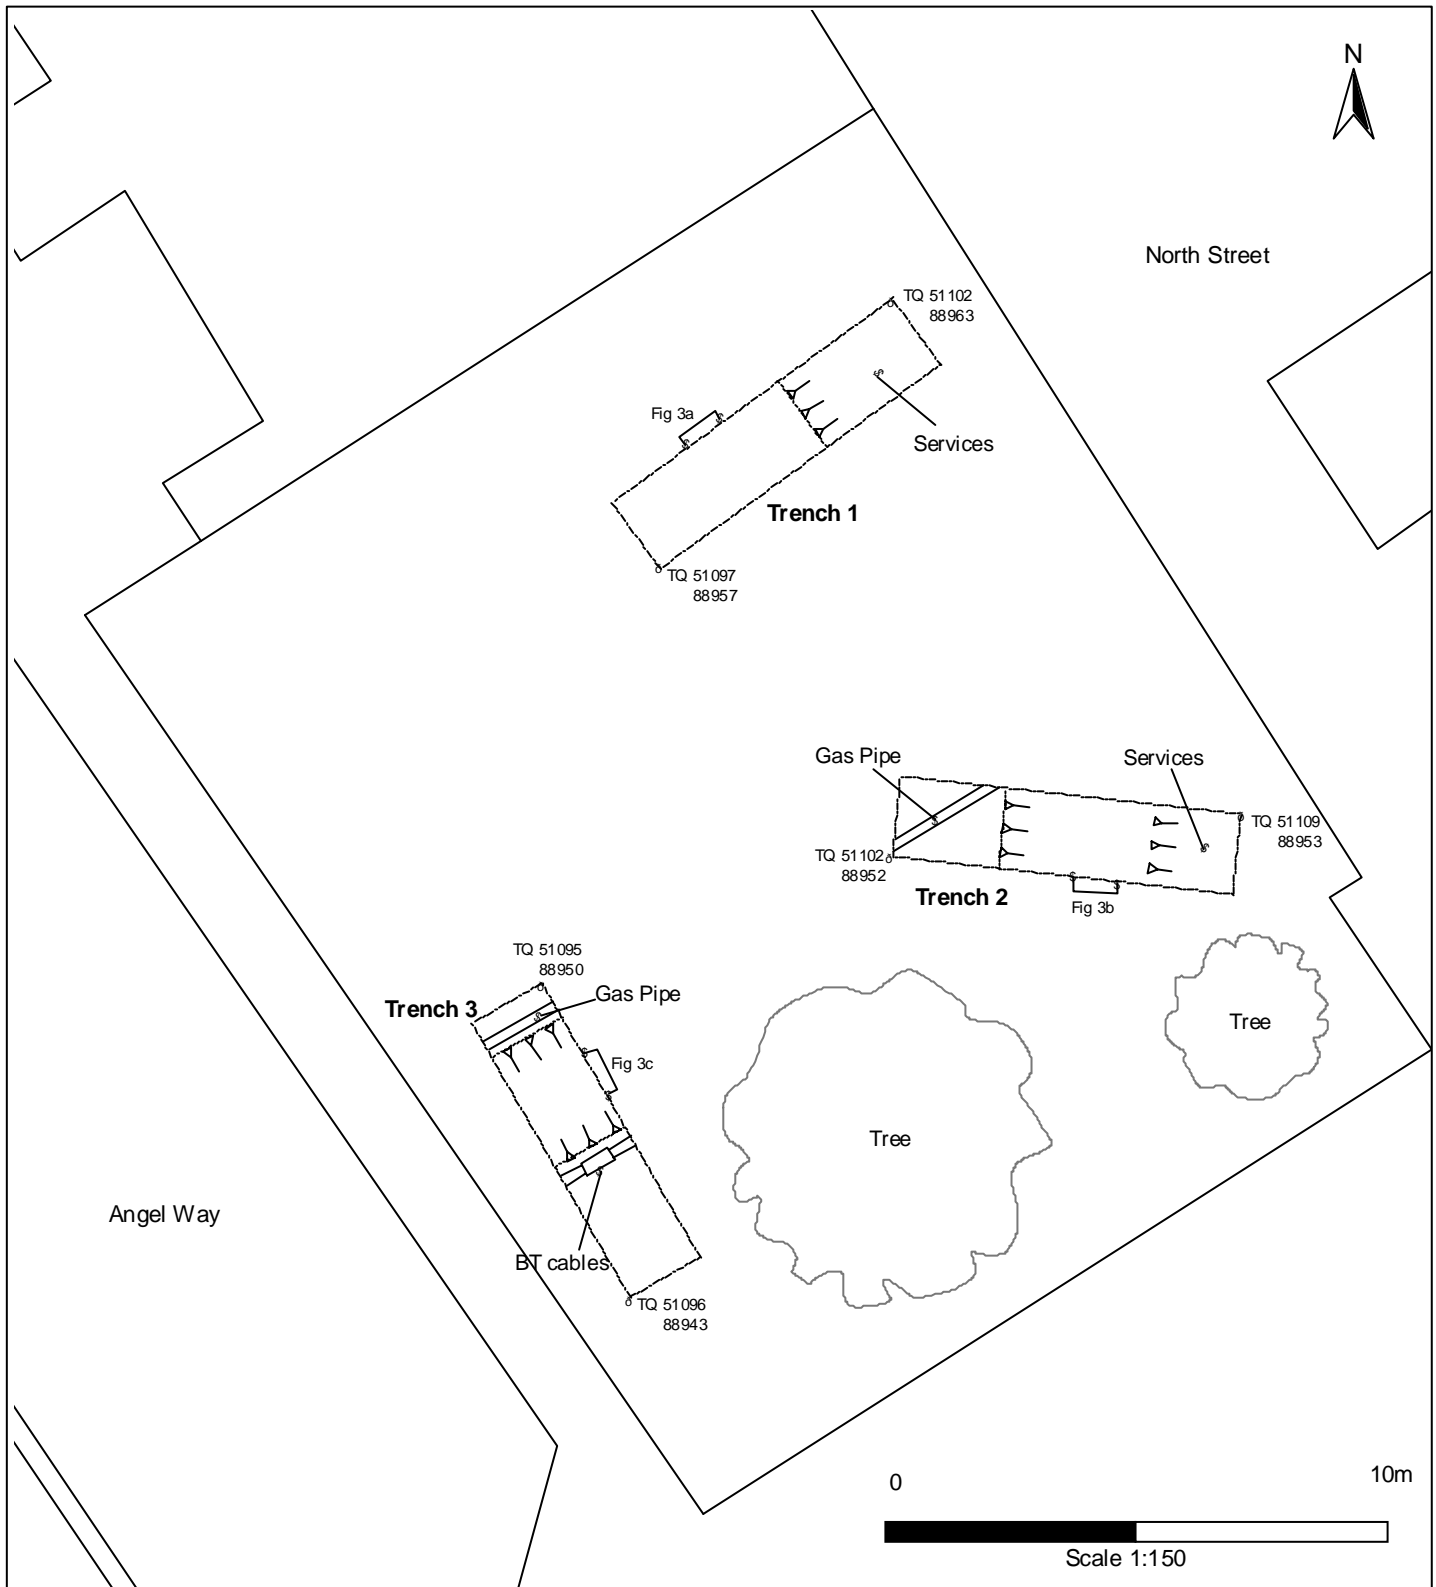 N
North Street
TQ 51102
88963
Fig 3a
Services
Trench 1
TQ 51097
88957
Gas Pipe
Services
TQ 51109
88953
TQ 51102
88952
Trench 2
Fig 3b
TQ 51095
88950
Trench 3
Gas Pipe
Fig 3c
Tree
Tree
Angel Way
BT cables
TQ 51096
88943
0
10m
Scale 1:150